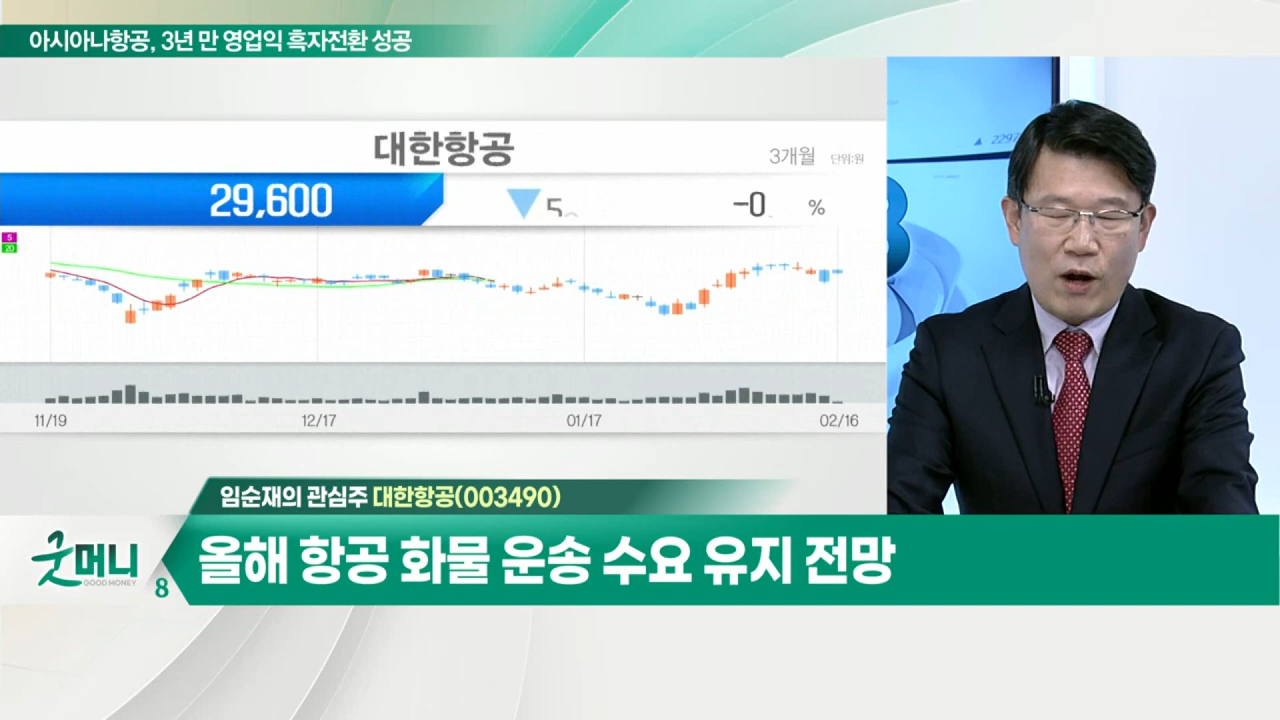 아시아나항공, 3년 만 영업익 흑자전환 성공
대한항공
3개월 단위:원
29,600 ▼ 5 -0 %
▲ 2297
5
20
11/19 12/17 01/17 02/16
임순재의 관심주 대한항공(003490)
올해 항공 화물 운송 수요 유지 전망
굿머니
GOOD MONEY
8